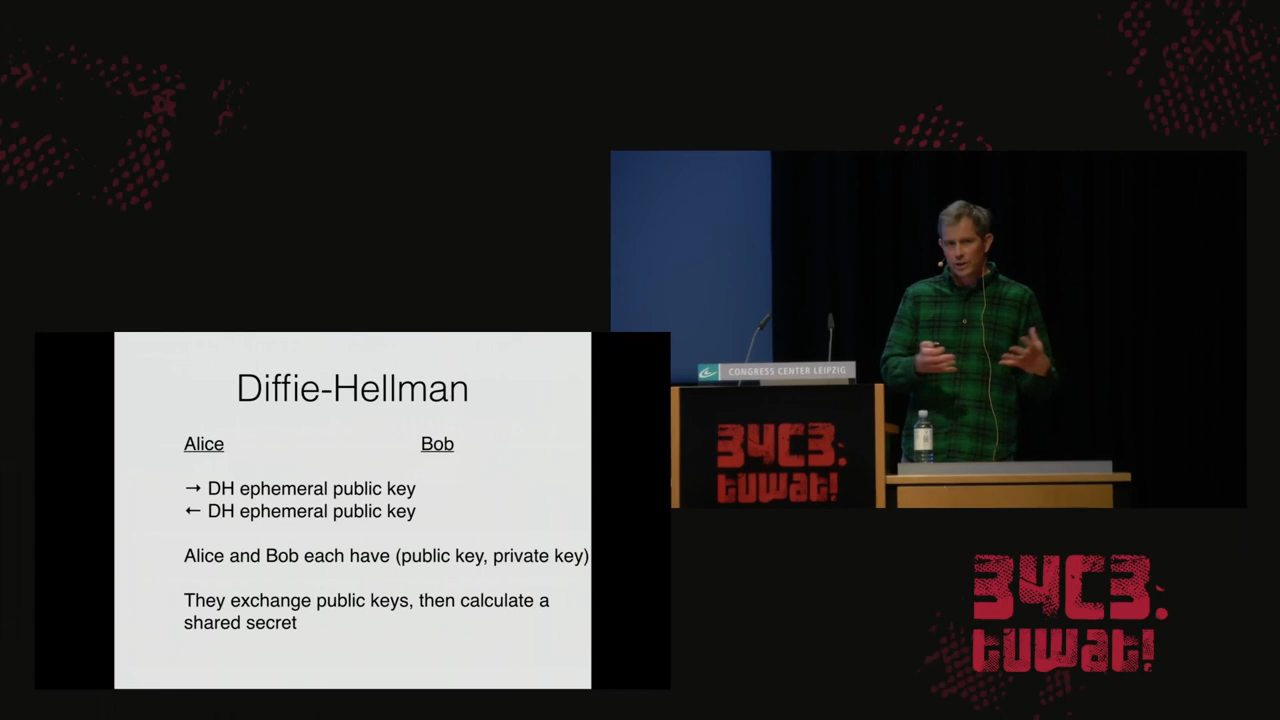 Diffie-Hellman
Alice Bob
→ DH ephemeral public key
← DH ephemeral public key
Alice and Bob each have (public key, private key)
They exchange public keys, then calculate a
shared secret
CONGRESS CENTER LEIPZIG
34C3:
tuwat!
34C3:
tuwat!